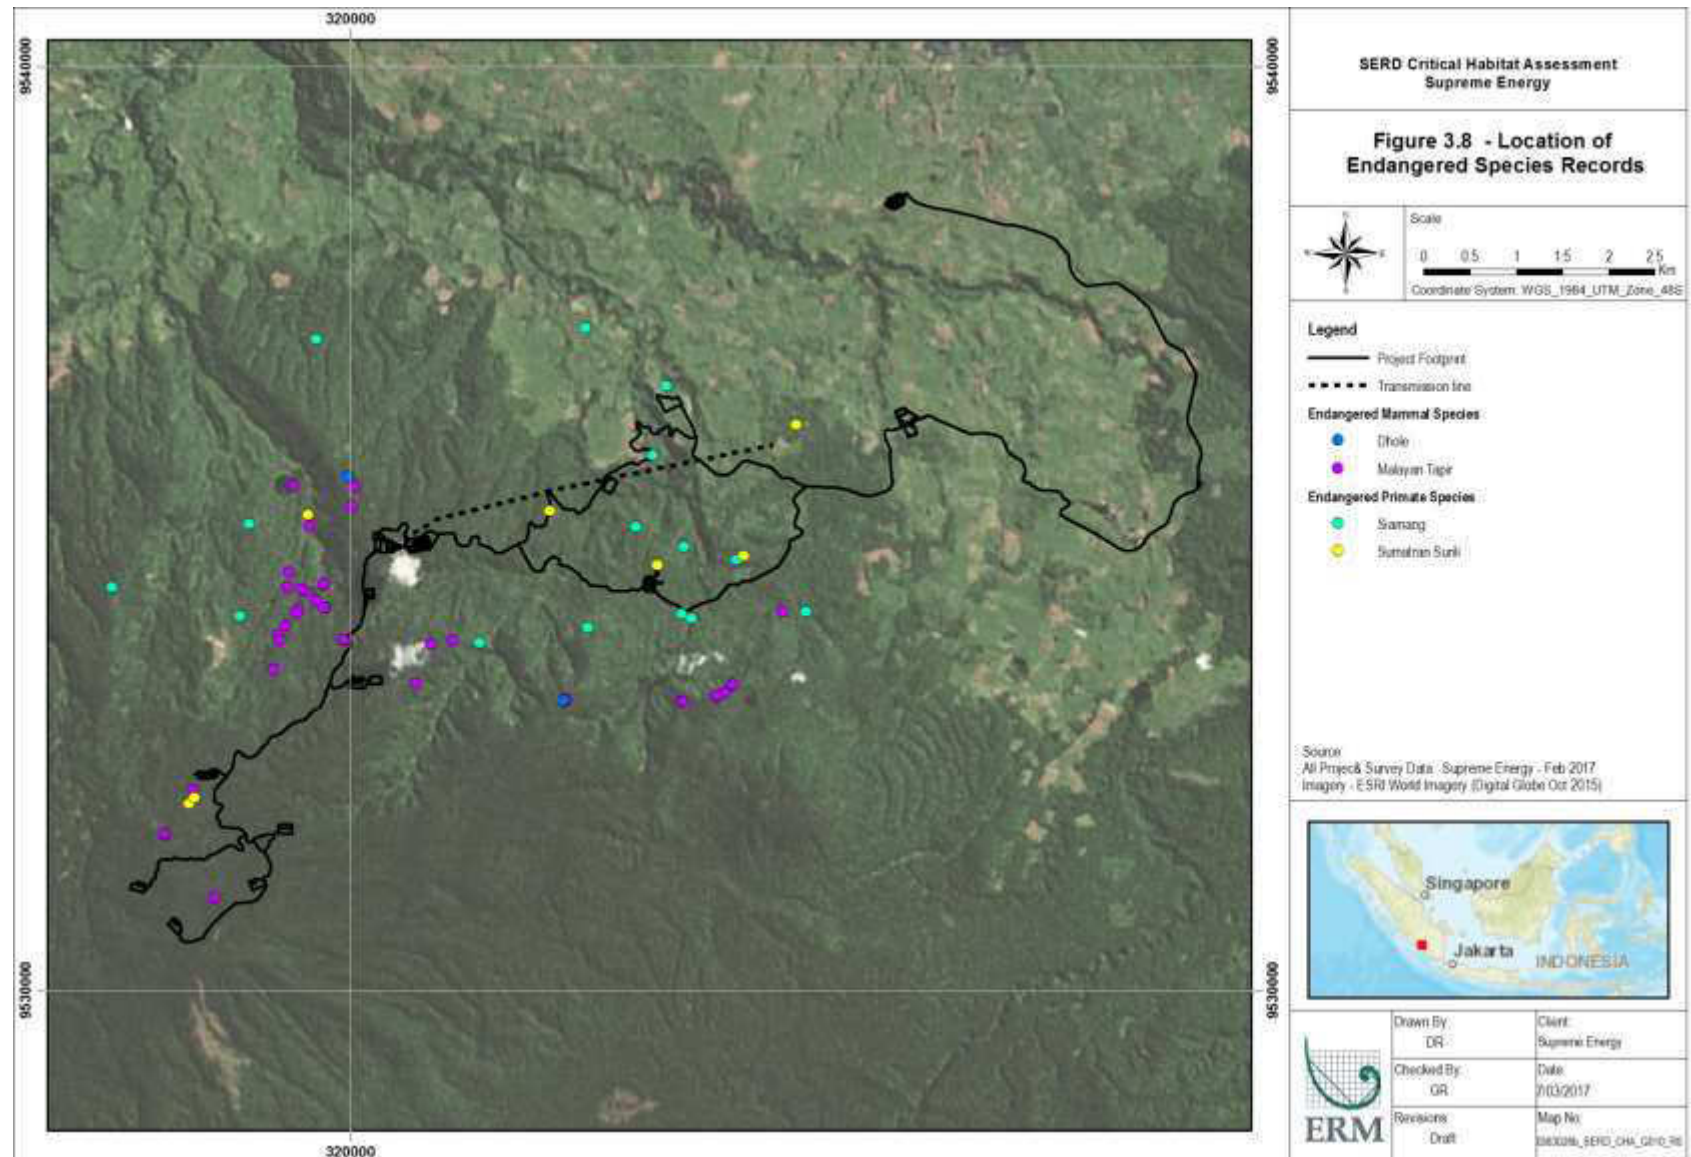 320000
9540000
9540000
SERD Critical Habitat Assessment
Supreme Energy
Figure 3.8 - Location of
Endangered Species Records
N
E
S
Scale
0 0.5 1 1.5 2 2.5
Km
Coordinate System: WGS_1984_UTM_Zone_48S
Legend
Project Footprint
Transmission line
Endangered Mammal Species
Dhole
Malayan Tapir
Endangered Primate Species
Siamang
Sumatran Surili
Source
All Project & Survey Data : Supreme Energy - Feb 2017
Imagery - ESRI World Imagery (Digital Globe Oct 2015)
Singapore
Jakarta
INDONESIA
9530000
9530000
320000
ERM
Drawn By:
DR
Client:
Supreme Energy
Checked By:
GR
Date:
7/03/2017
Revisions:
Draft
Map No: